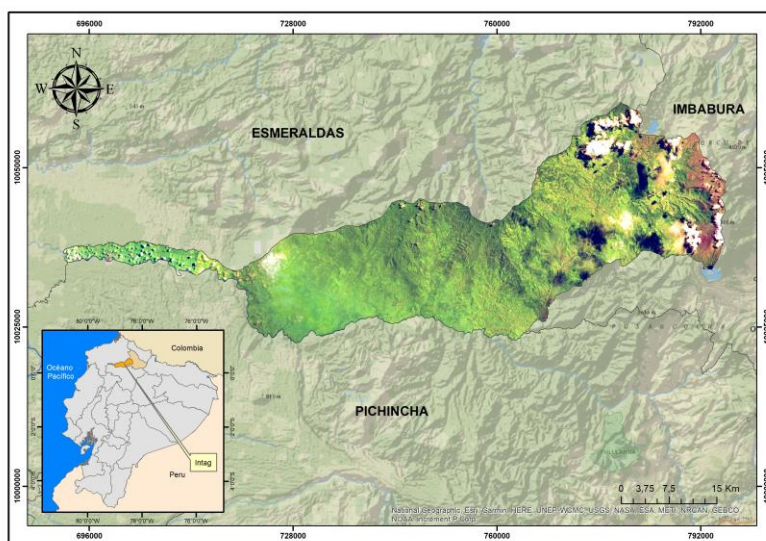 696000 728000 760000 792000
N
W E
S
ESMERALDAS
IMBABURA
10050000
10025000
10000000
PICHINCHA
Colombia
Océano
Pacífico
Intag
Peru
0 3,75 7,5 15 Km
National Geographic, Esri, Garmin, HERE, UNEP-WCMC, USGS, NASA, ESA, METI, NRCAN, GEBCO,
NOAA, increment P Corp.
696000 728000 760000 792000